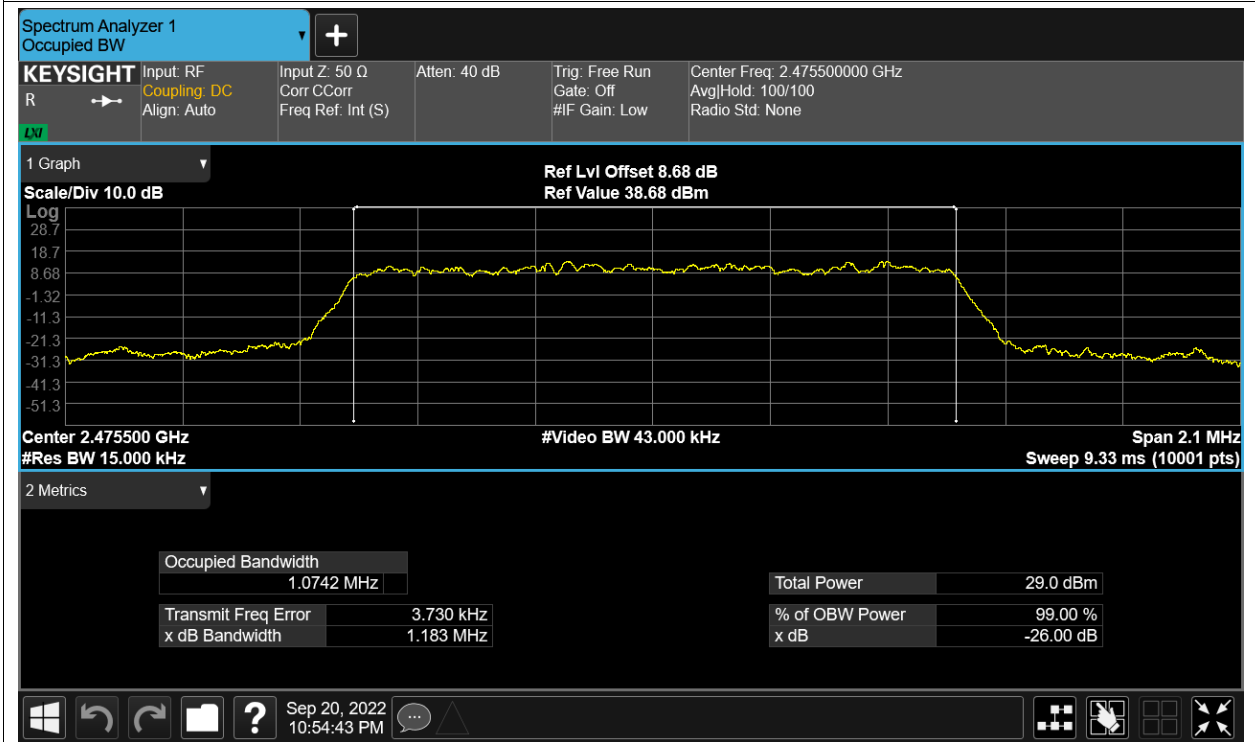 Spectrum Analyzer 1
Occupied BW
KEYSIGHT
R
LXI
Input: RF
Coupling: DC
Align: Auto
Input Z: 50 Ω
Corr CCorr
Freq Ref: Int (S)
Atten: 40 dB
Trig: Free Run
Gate: Off
#IF Gain: Low
Center Freq: 2.475500000 GHz
Avg|Hold: 100/100
Radio Std: None
1 Graph
Scale/Div 10.0 dB
Ref Lvl Offset 8.68 dB
Ref Value 38.68 dBm
Log
28.7
18.7
8.68
-1.32
-11.3
-21.3
-31.3
-41.3
-51.3
Center 2.475500 GHz
#Video BW 43.000 kHz
Span 2.1 MHz
#Res BW 15.000 kHz
Sweep 9.33 ms (10001 pts)
2 Metrics
Occupied Bandwidth
1.0742 MHz
Total Power 29.0 dBm
Transmit Freq Error 3.730 kHz
% of OBW Power 99.00 %
x dB Bandwidth 1.183 MHz
x dB -26.00 dB
?
Sep 20, 2022
10:54:43 PM